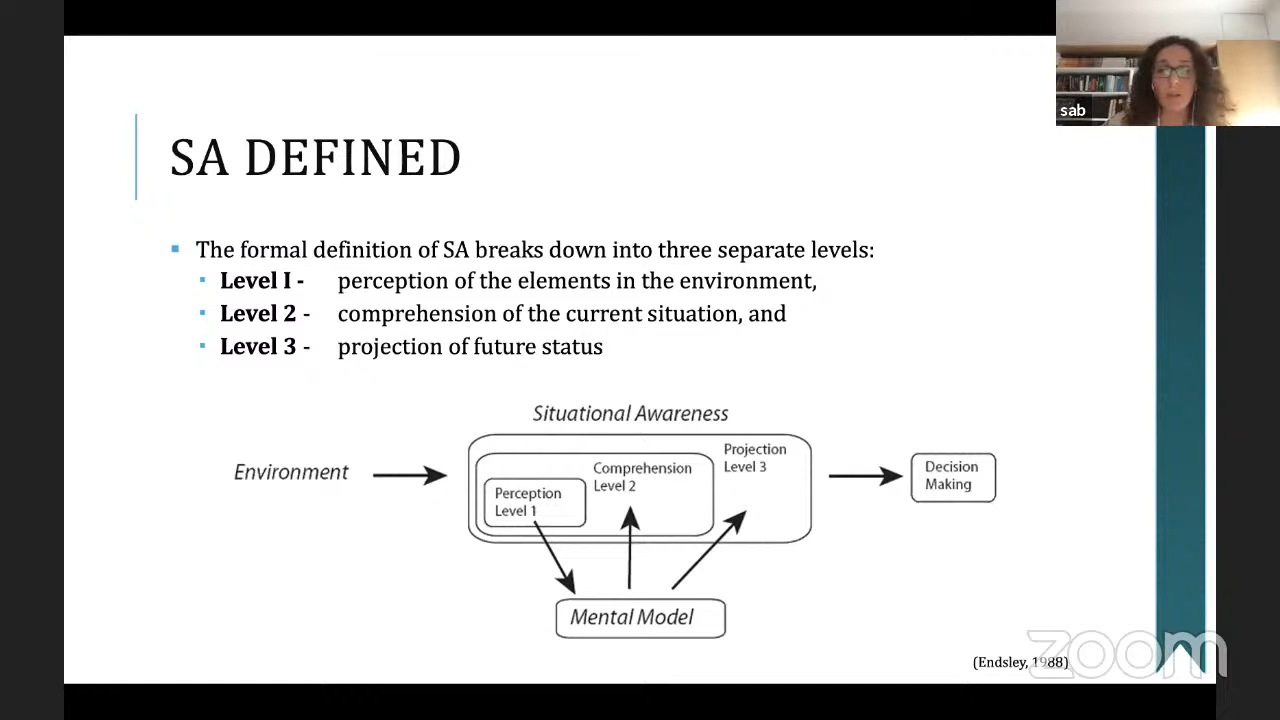 sab
SA DEFINED
The formal definition of SA breaks down into three separate levels:
Level I - perception of the elements in the environment,
Level 2 - comprehension of the current situation, and
Level 3 - projection of future status
Situational Awareness
Environment
Perception
Level 1
Comprehension
Level 2
Projection
Level 3
Decision
Making
Mental Model
(Endsley, 1988)
zoom